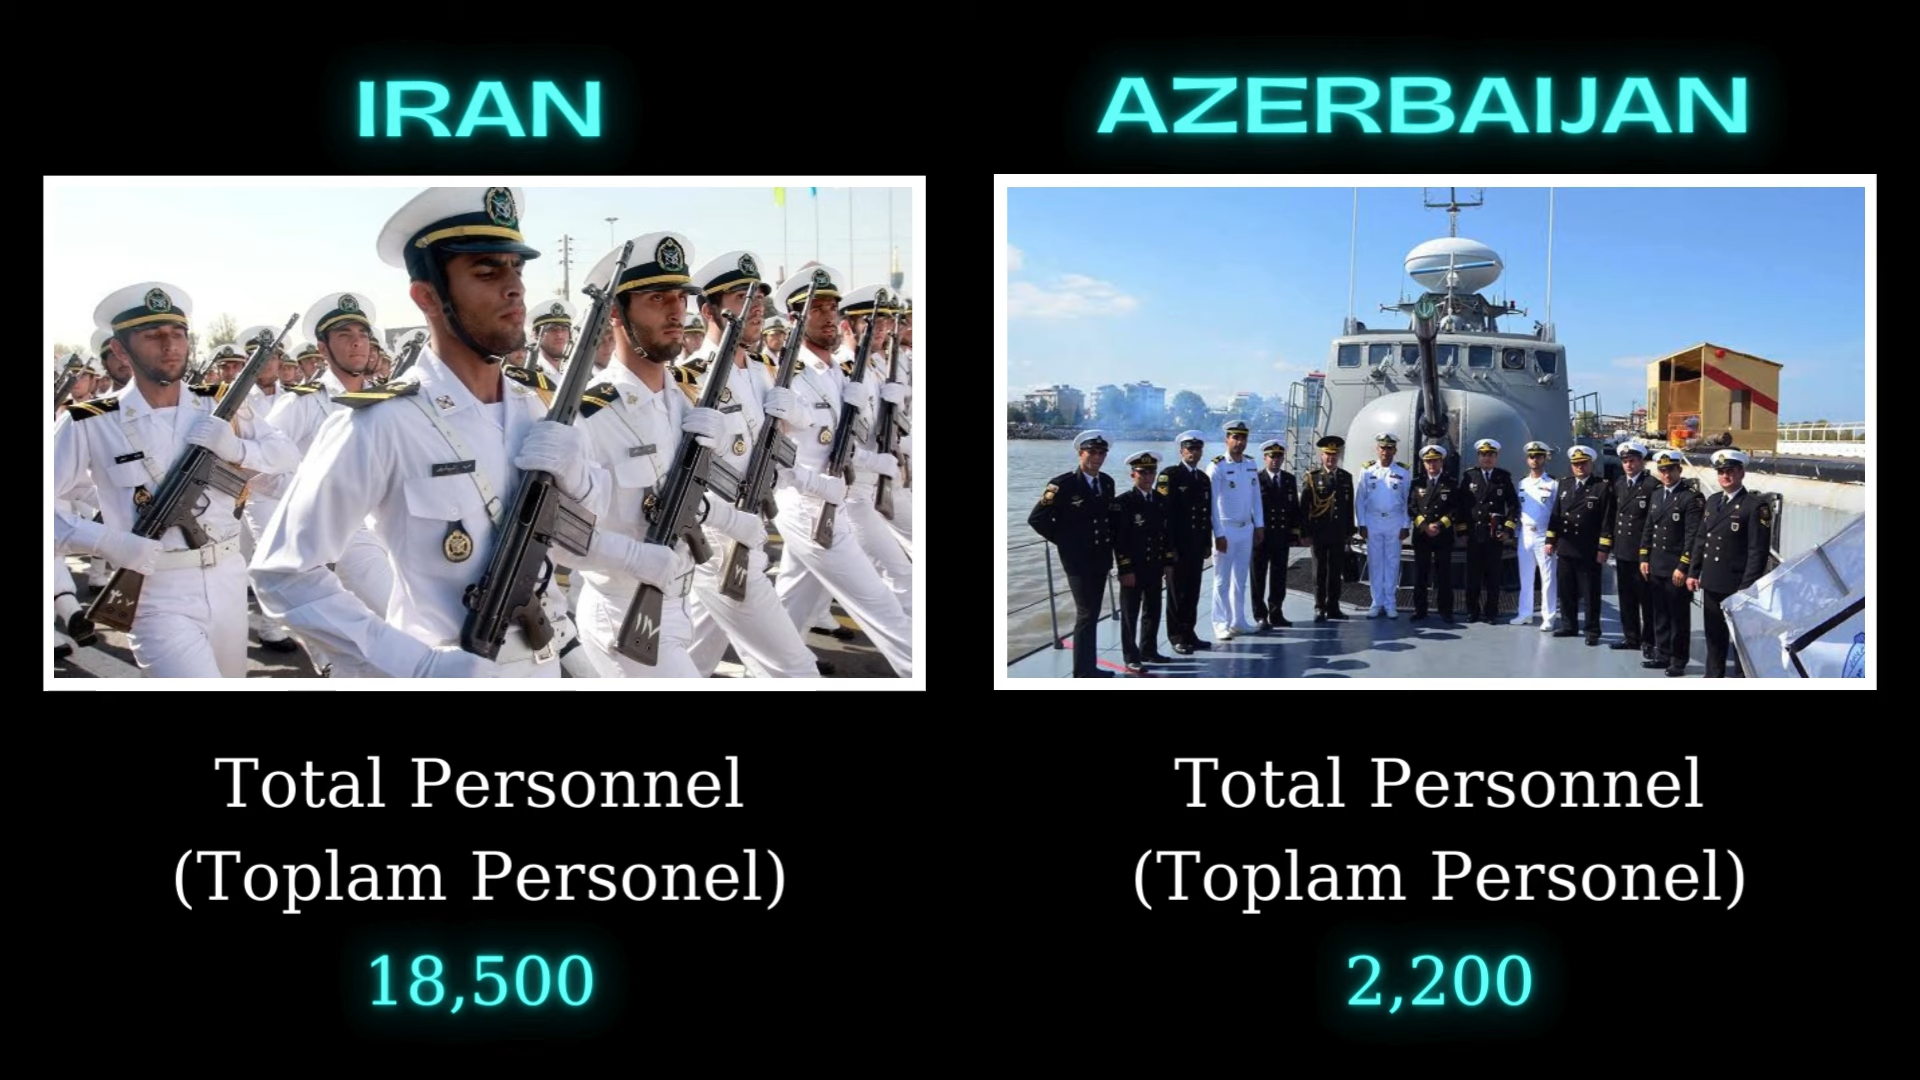 IRAN
AZERBAIJAN
Total Personnel
(Toplam Personel)
18,500
Total Personnel
(Toplam Personel)
2,200